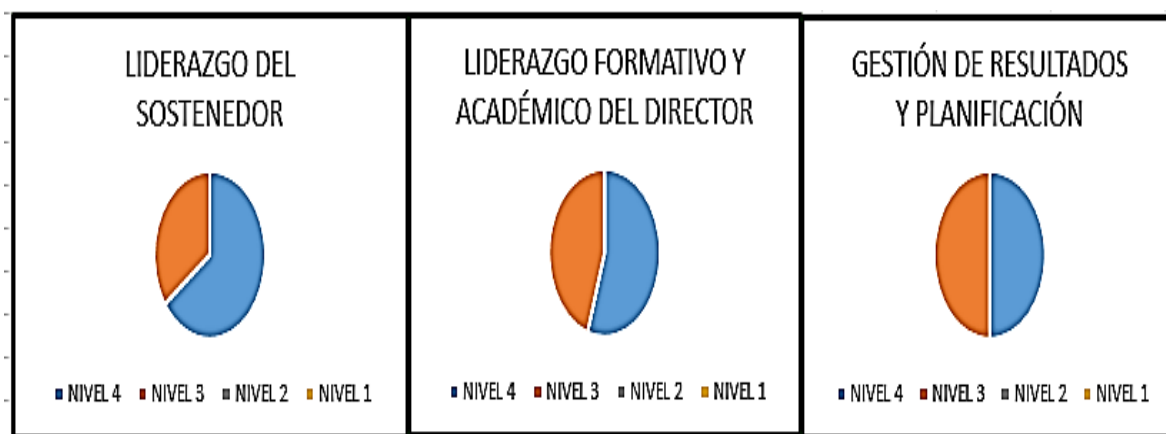 LIDERAZGO DEL
SOSTENEDOR
NIVEL 4 NIVEL 3 NIVEL 2 NIVEL 1
LIDERAZGO FORMATIVO Y
ACADÉMICO DEL DIRECTOR
NIVEL 4 NIVEL 3 NIVEL 2 NIVEL 1
GESTIÓN DE RESULTADOS
Y PLANIFICACIÓN
NIVEL 4 NIVEL 3 NIVEL 2 NIVEL 1